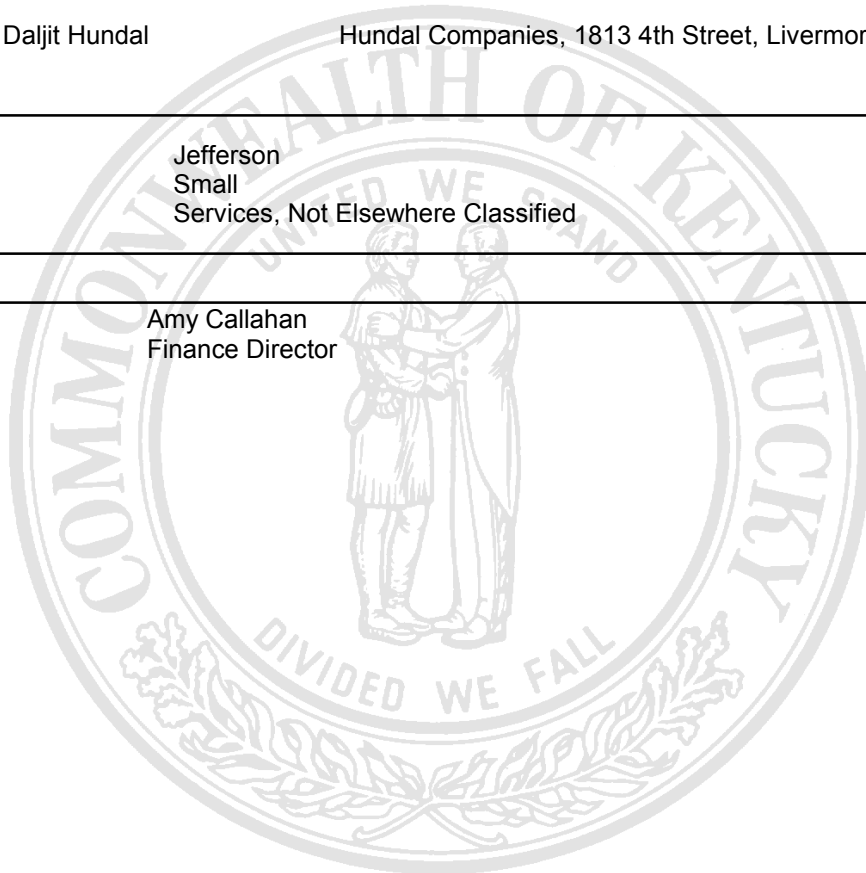 Daljit Hundal Hundal Companies, 1813 4th Street, Livermor
Jefferson
Small
Services, Not Elsewhere Classified
Amy Callahan
Finance Director
COMMONWEALTH OF KENTUCKY
UNITED WE STAND
DIVIDED WE FALL